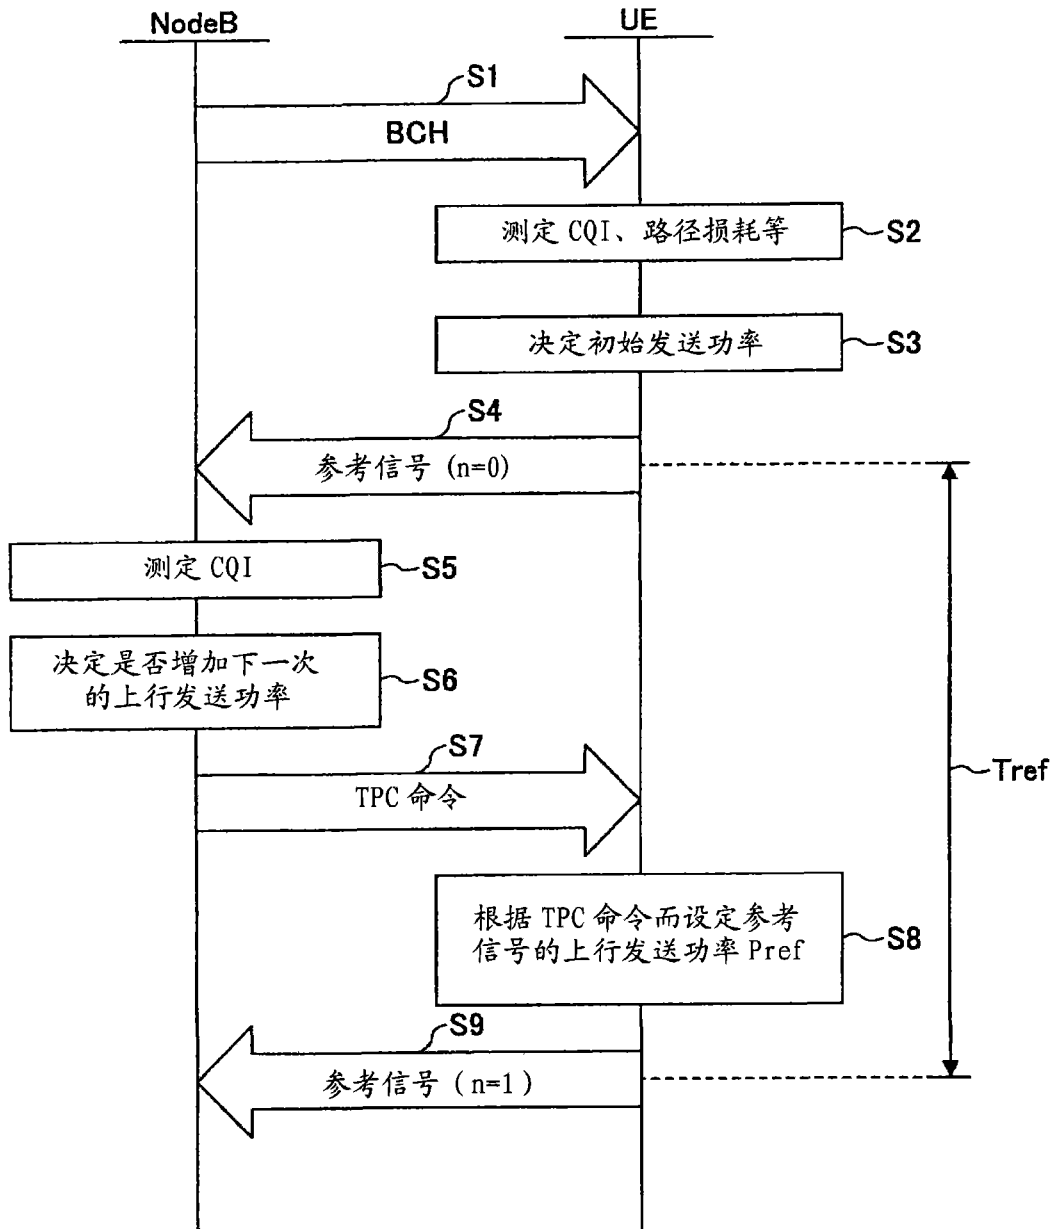 NodeB
UE
S1
BCH
测定 CQI、路径损耗等
S2
决定初始发送功率
S3
S4
参考信号 (n=0)
测定 CQI
S5
决定是否增加下一次
的上行发送功率
S6
S7
TPC 命令
Tref
根据 TPC 命令而设定参考
信号的上行发送功率 Pref
S8
S9
参考信号 (n=1)